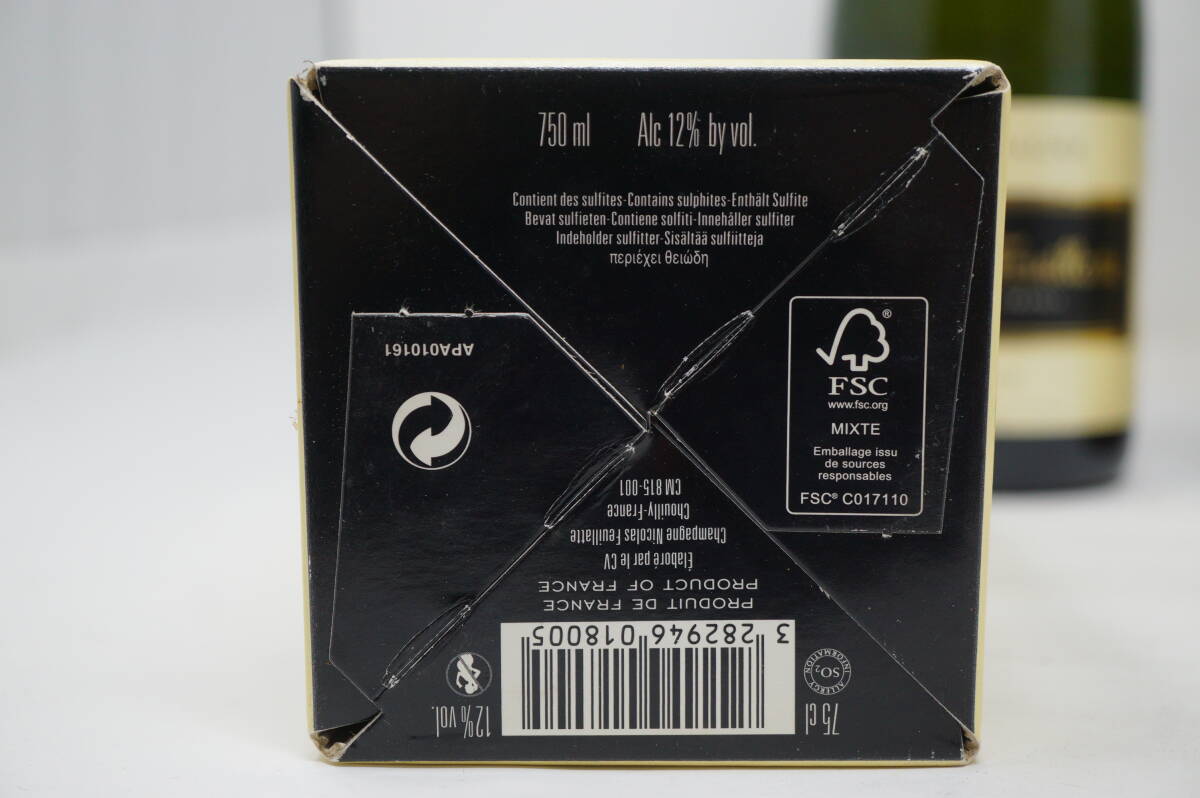 750 ml Alc 12% by vol.
Contient des sulfites-Contains sulphites-Enthält Sulfite
Bevat sulfieten-Contiene solfiti-Innehåller sulfiter
Indeholder sulfitter-Sisältää sulfiitteja
περιέχει θειώδη
APA010161
®
FSC
www.fsc.org
MIXTE
Emballage issu
de sources
responsables
FSC® C017110
75 cl
ALLERGY INFORMATION
SO2
3 282946 018005
12% vol.
PRODUIT DE FRANCE
PRODUCT OF FRANCE
Élaboré par le CV
Champagne Nicolas Feuillatte
Chouilly-France
CM 815-001